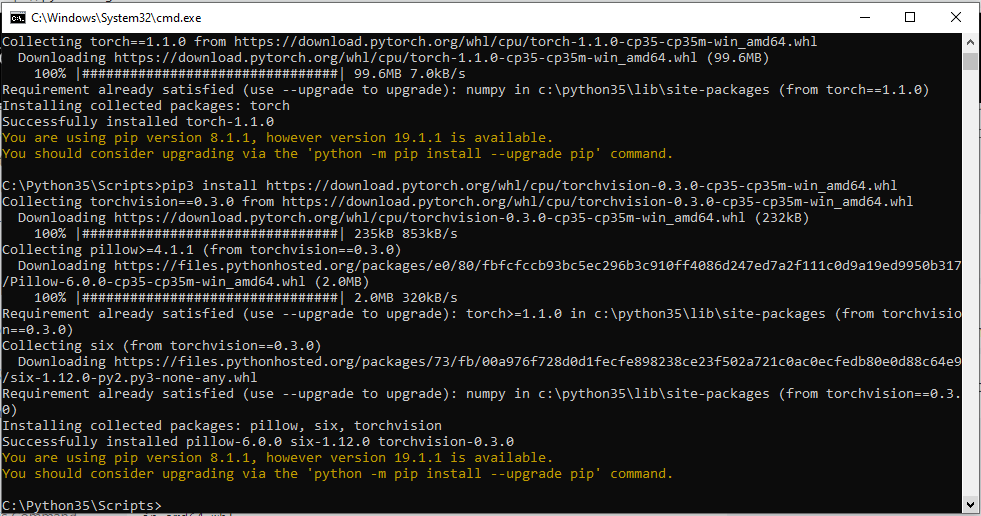 C:\Windows\System32\cmd.exe
Collecting torch==1.1.0 from https://download.pytorch.org/whl/cpu/torch-1.1.0-cp35-cp35m-win_amd64.whl
  Downloading https://download.pytorch.org/whl/cpu/torch-1.1.0-cp35-cp35m-win_amd64.whl (99.6MB)
    100% |################################| 99.6MB 7.0kB/s
Requirement already satisfied (use --upgrade to upgrade): numpy in c:\python35\lib\site-packages (from torch==1.1.0)
Installing collected packages: torch
Successfully installed torch-1.1.0
You are using pip version 8.1.1, however version 19.1.1 is available.
You should consider upgrading via the 'python -m pip install --upgrade pip' command.
C:\Python35\Scripts>pip3 install https://download.pytorch.org/whl/cpu/torchvision-0.3.0-cp35-cp35m-win_amd64.whl
Collecting torchvision==0.3.0 from https://download.pytorch.org/whl/cpu/torchvision-0.3.0-cp35-cp35m-win_amd64.whl
  Downloading https://download.pytorch.org/whl/cpu/torchvision-0.3.0-cp35-cp35m-win_amd64.whl (232kB)
    100% |################################| 235kB 853kB/s
Collecting pillow>=4.1.1 (from torchvision==0.3.0)
  Downloading https://files.pythonhosted.org/packages/e0/80/fbfcfccb93bc5ec296b3c910ff4086d247ed7a2f111c0d9a19ed9950b317
/Pillow-6.0.0-cp35-cp35m-win_amd64.whl (2.0MB)
    100% |################################| 2.0MB 320kB/s
Requirement already satisfied (use --upgrade to upgrade): torch>=1.1.0 in c:\python35\lib\site-packages (from torchvisio
n==0.3.0)
Collecting six (from torchvision==0.3.0)
  Downloading https://files.pythonhosted.org/packages/73/fb/00a976f728d0d1fecfe898238ce23f502a721c0ac0ecfedb80e0d88c64e9
/six-1.12.0-py2.py3-none-any.whl
Requirement already satisfied (use --upgrade to upgrade): numpy in c:\python35\lib\site-packages (from torchvision==0.3.
0)
Installing collected packages: pillow, six, torchvision
Successfully installed pillow-6.0.0 six-1.12.0 torchvision-0.3.0
You are using pip version 8.1.1, however version 19.1.1 is available.
You should consider upgrading via the 'python -m pip install --upgrade pip' command.
C:\Python35\Scripts>